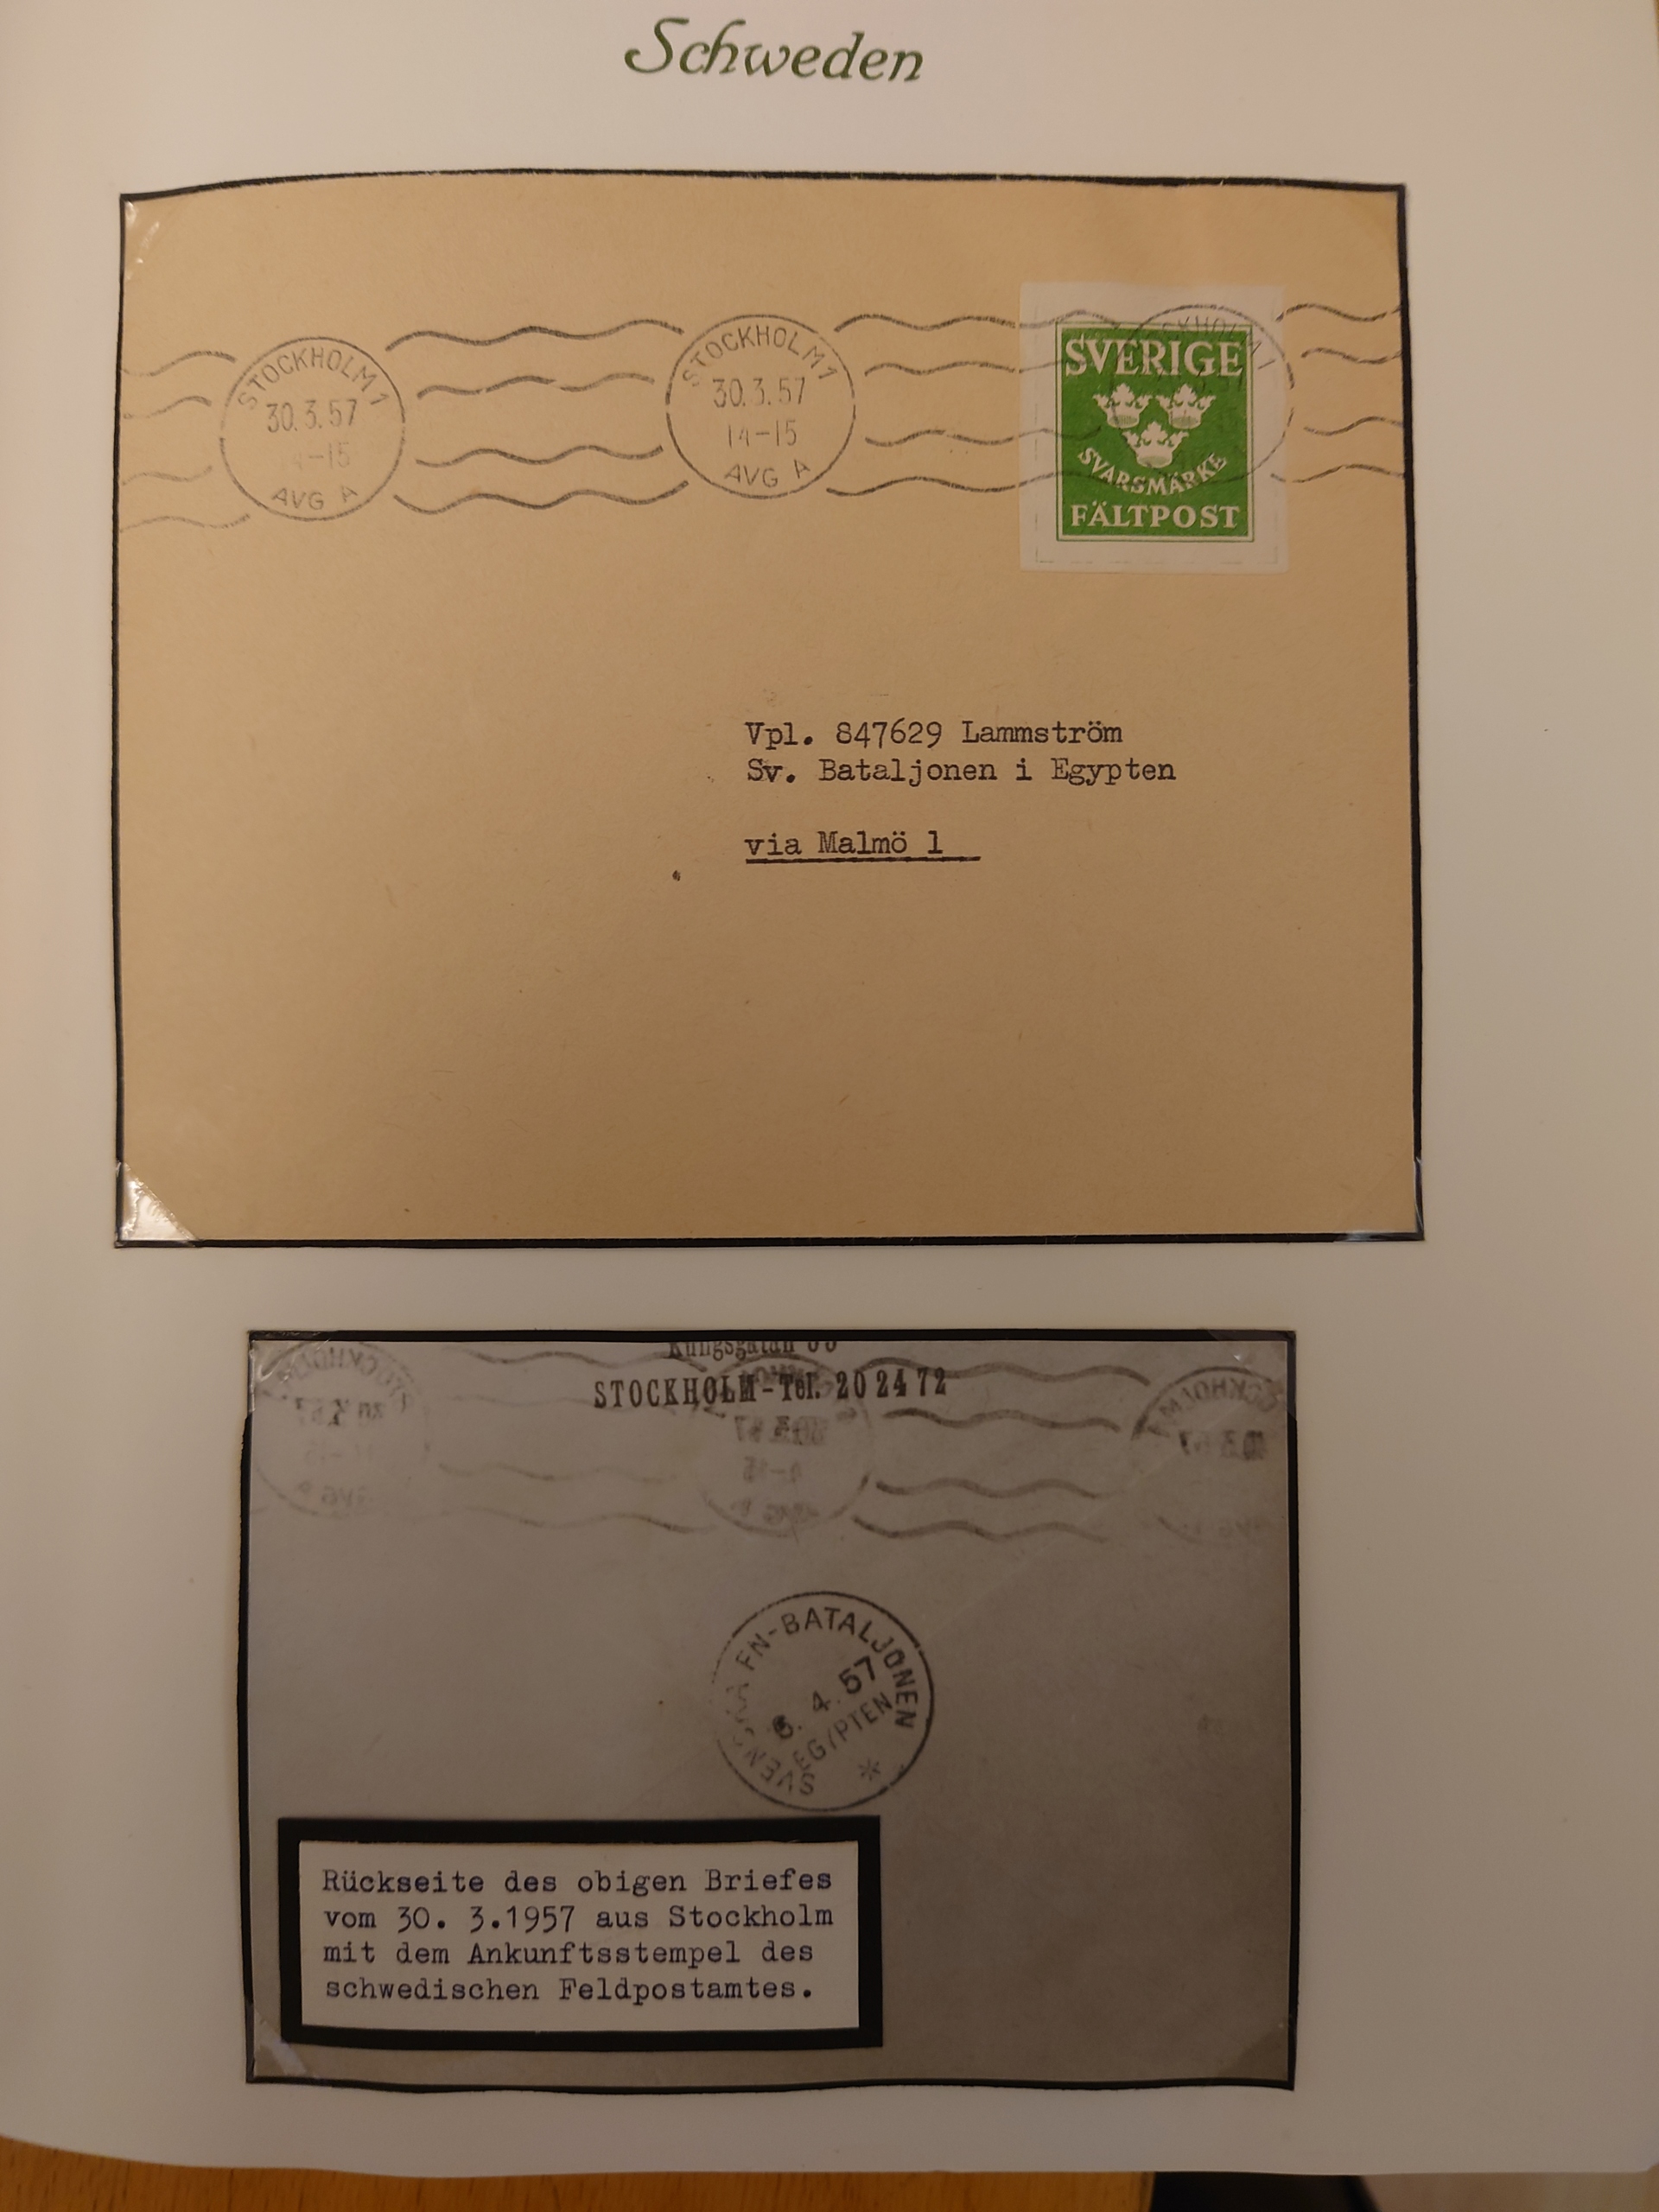 Schweden
STOCKHOLM 1
30.3.57
-15
AVG A
STOCKHOLM 1
30.3.57
14-15
AVG A
SVERIGE
SVARSMÄRKE
FÄLTPOST
Vpl. 847629 Lammström
Sv. Bataljonen i Egypten
via Malmö 1
Kungsgatan
STOCKHOLM-Tel. 20 24 72
FN-BATALJONEN
4.57
EGYPTEN
Rückseite des obigen Briefes
vom 30. 3.1957 aus Stockholm
mit dem Ankunftsstempel des
schwedischen Feldpostamtes.